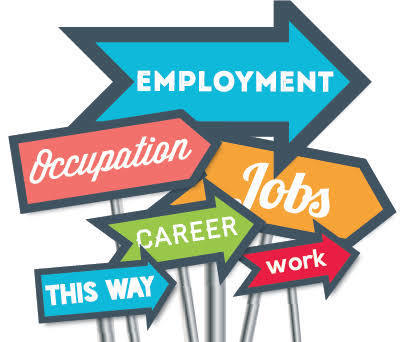 EMPLOYMENT
Occupation
Jobs
CAREER
work
THIS WAY